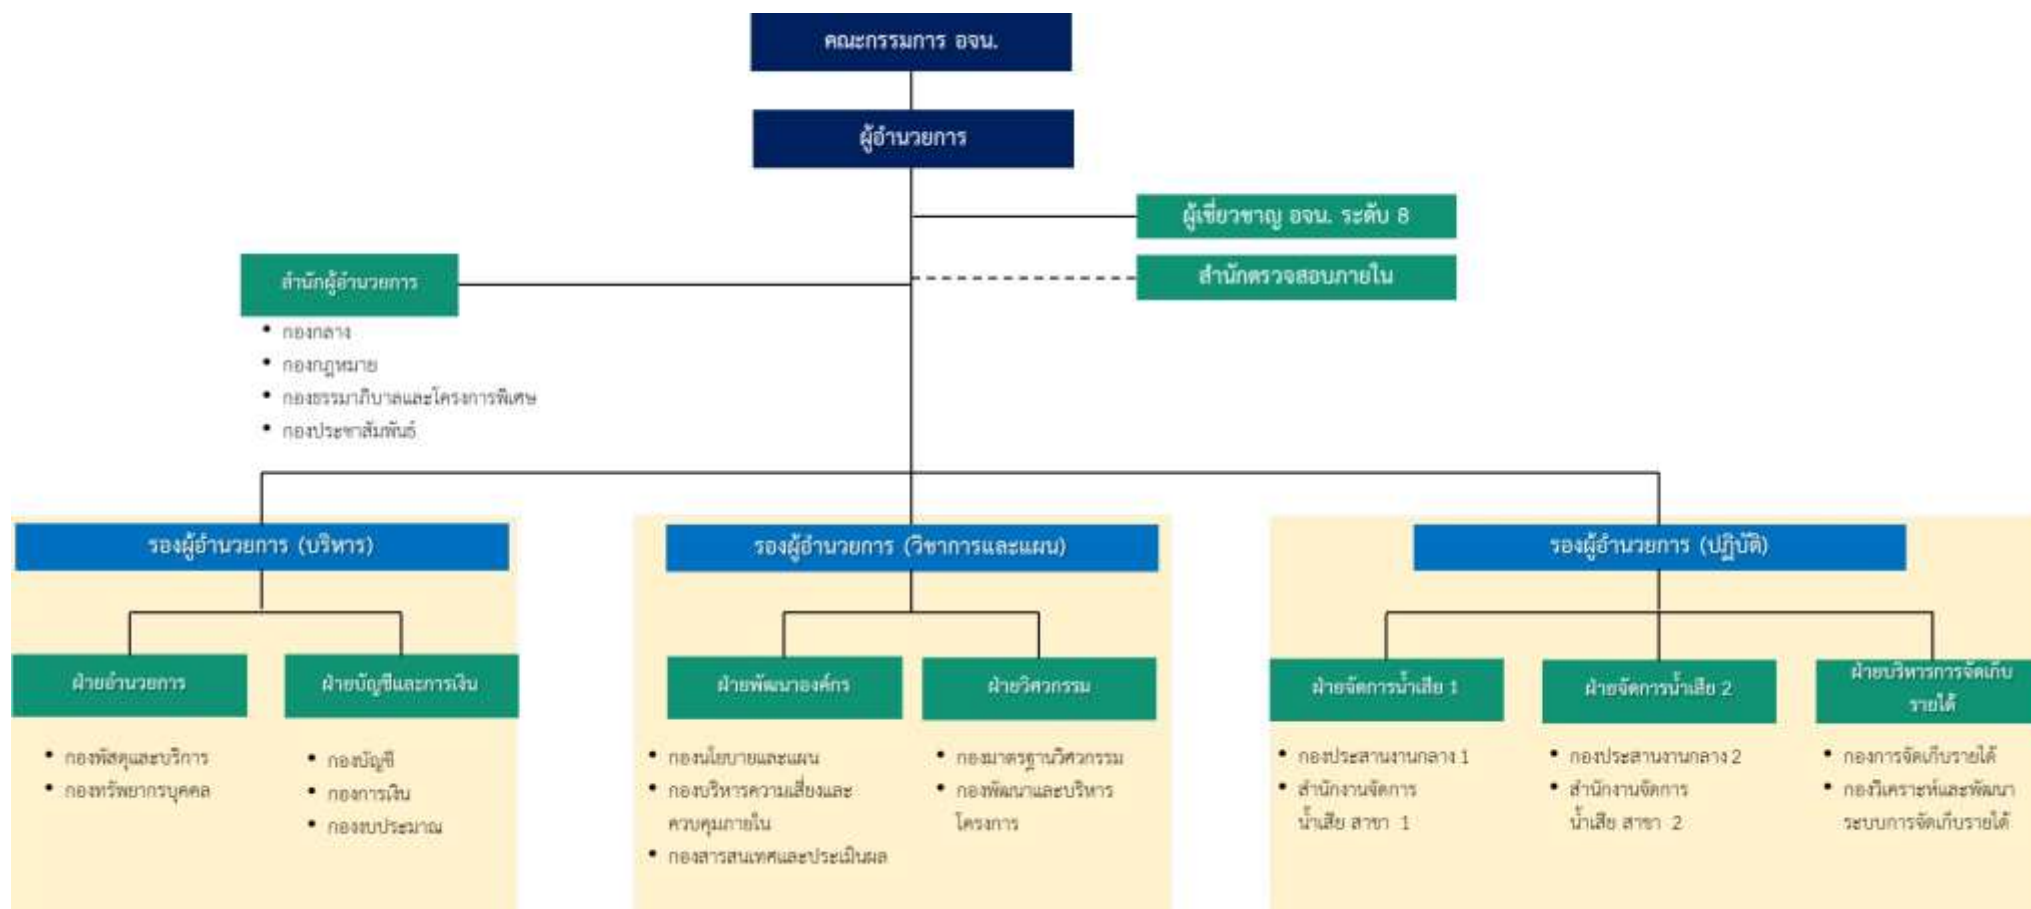 คณะกรรมการ อจน.
ผู้อำนวยการ
ผู้เชี่ยวชาญ อจน. ระดับ 8
สำนักตรวจสอบภายใน
สำนักผู้อำนวยการ
• กองกลาง
• กองกฎหมาย
• กองธรรมาภิบาลและโครงการพิเศษ
• กองประชาสัมพันธ์
รองผู้อำนวยการ (บริหาร)
ฝ่ายอำนวยการ
• กองพัสดุและบริการ
• กองทรัพยากรบุคคล
ฝ่ายบัญชีและการเงิน
• กองบัญชี
• กองการเงิน
• กองงบประมาณ
รองผู้อำนวยการ (วิชาการและแผน)
ฝ่ายพัฒนาองค์กร
• กองนโยบายและแผน
• กองบริหารความเสี่ยงและ
ควบคุมภายใน
• กองสารสนเทศและประเมินผล
ฝ่ายวิศวกรรม
• กองมาตรฐานวิศวกรรม
• กองพัฒนาและบริหาร
โครงการ
รองผู้อำนวยการ (ปฏิบัติ)
ฝ่ายจัดการน้ำเสีย 1
• กองประสานงานกลาง 1
• สำนักงานจัดการ
น้ำเสีย สาขา 1
ฝ่ายจัดการน้ำเสีย 2
• กองประสานงานกลาง 2
• สำนักงานจัดการ
น้ำเสีย สาขา 2
ฝ่ายบริหารการจัดเก็บ
รายได้
• กองการจัดเก็บรายได้
• กองวิเคราะห์และพัฒนา
ระบบการจัดเก็บรายได้